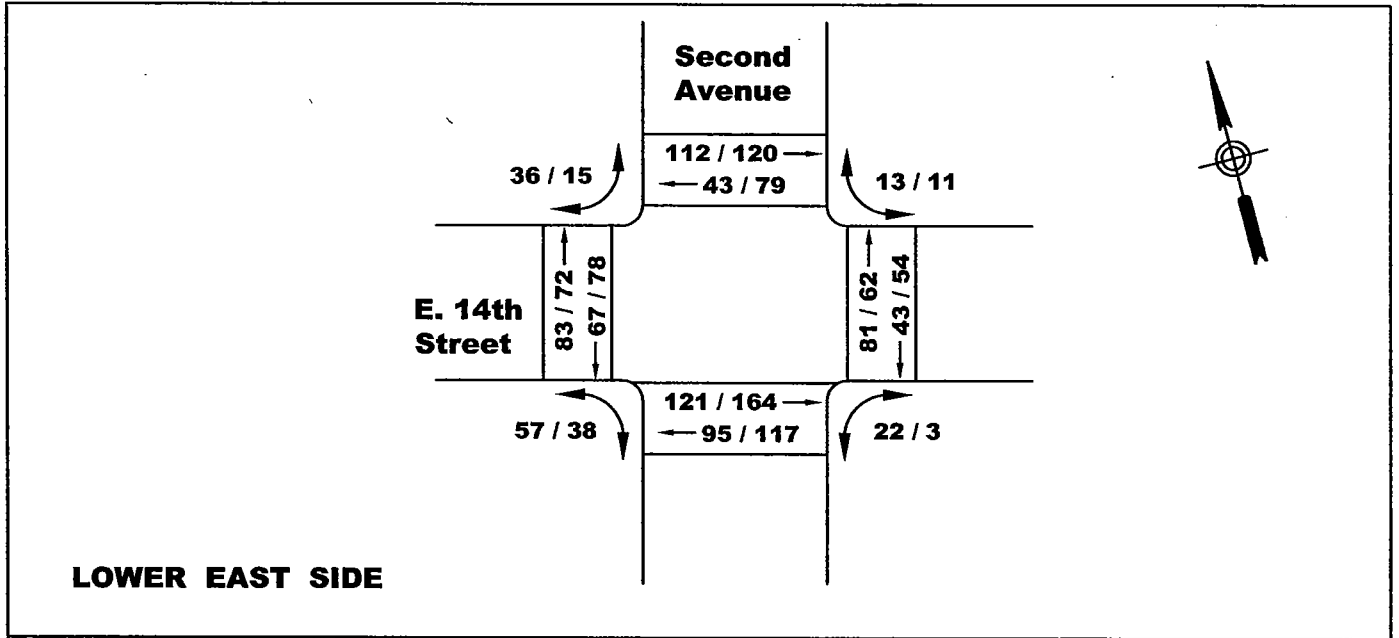 Second
Avenue
112 / 120
43 / 79
36 / 15
13 / 11
E. 14th
Street
83 / 72
67 / 78
81 / 62
43 / 54
121 / 164
95 / 117
57 / 38
22 / 3
LOWER EAST SIDE